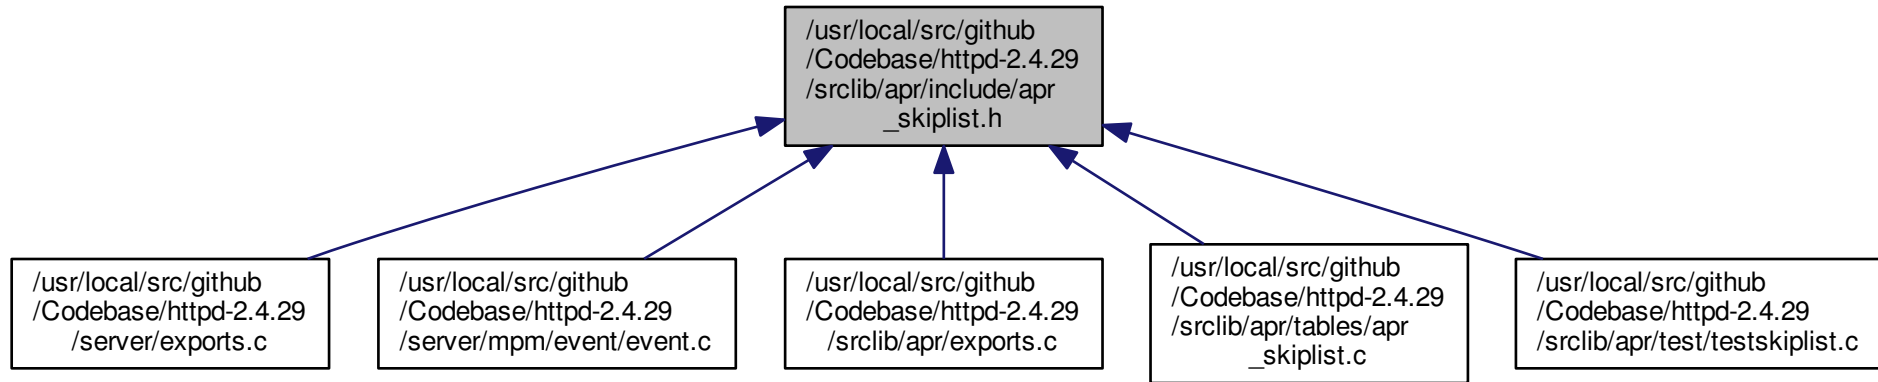 /usr/local/src/github
/Codebase/httpd-2.4.29
/srclib/apr/include/apr
_skiplist.h
/usr/local/src/github
/Codebase/httpd-2.4.29
/server/exports.c
/usr/local/src/github
/Codebase/httpd-2.4.29
/server/mpm/event/event.c
/usr/local/src/github
/Codebase/httpd-2.4.29
/srclib/apr/exports.c
/usr/local/src/github
/Codebase/httpd-2.4.29
/srclib/apr/tables/apr
_skiplist.c
/usr/local/src/github
/Codebase/httpd-2.4.29
/srclib/apr/test/testskiplist.c